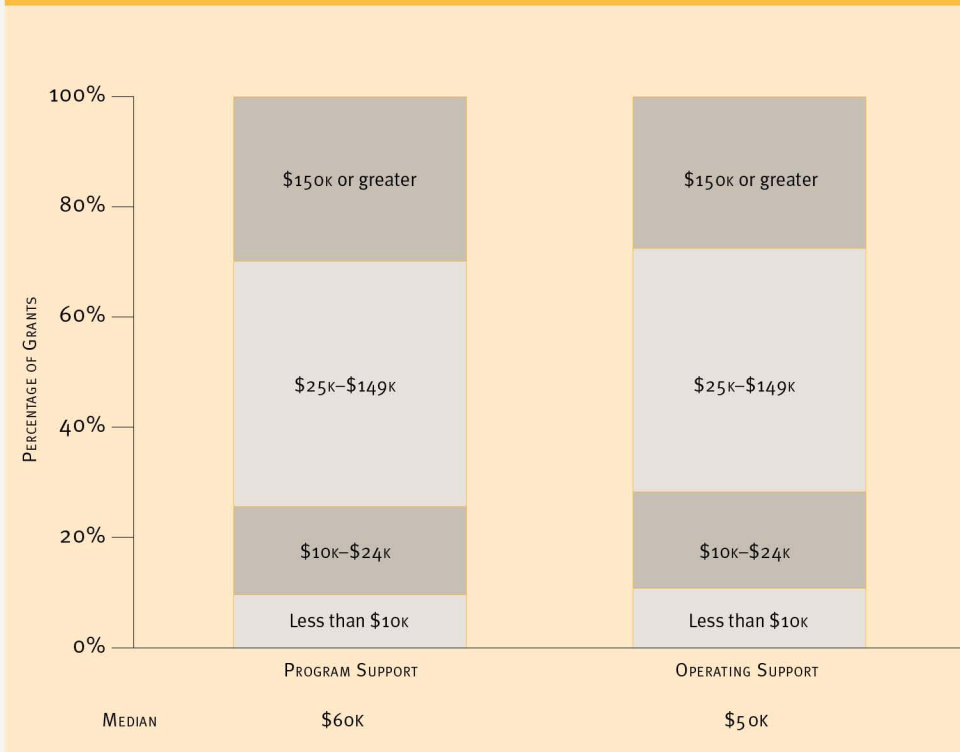 100%
80%
60%
40%
20%
0%
Percentage of Grants
$150K or greater
$25K–$149K
$10K–$24K
Less than $10K
$150K or greater
$25K–$149K
$10K–$24K
Less than $10K
Program Support Operating Support
Median $60K $50K